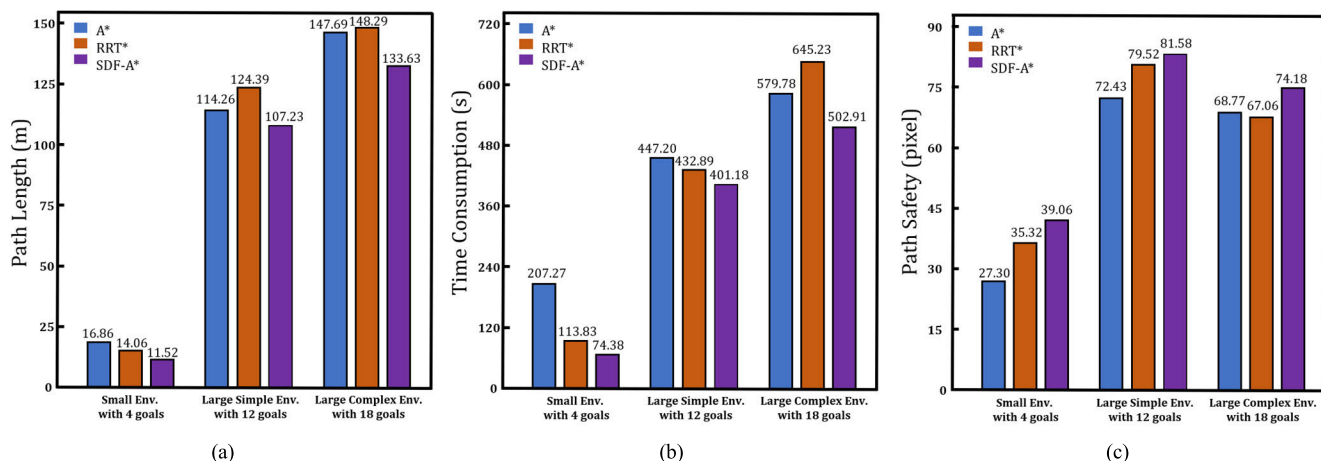 Path Length (m)
150
125
100
75
50
25
0
A*
RRT*
SDF-A*
16.86
14.06
11.52
114.26
124.39
107.23
147.69
148.29
133.63
Small Env.
with 4 goals
Large Simple Env.
with 12 goals
Large Complex Env.
with 18 goals
(a)
Time Consumption (s)
720
600
480
360
240
120
0
A*
RRT*
SDF-A*
207.27
113.83
74.38
447.20
432.89
401.18
579.78
645.23
502.91
Small Env.
with 4 goals
Large Simple Env.
with 12 goals
Large Complex Env.
with 18 goals
(b)
Path Safety (pixel)
90
75
60
45
30
15
0
A*
RRT*
SDF-A*
27.30
35.32
39.06
72.43
79.52
81.58
68.77
67.06
74.18
Small Env.
with 4 goals
Large Simple Env.
with 12 goals
Large Complex Env.
with 18 goals
(c)